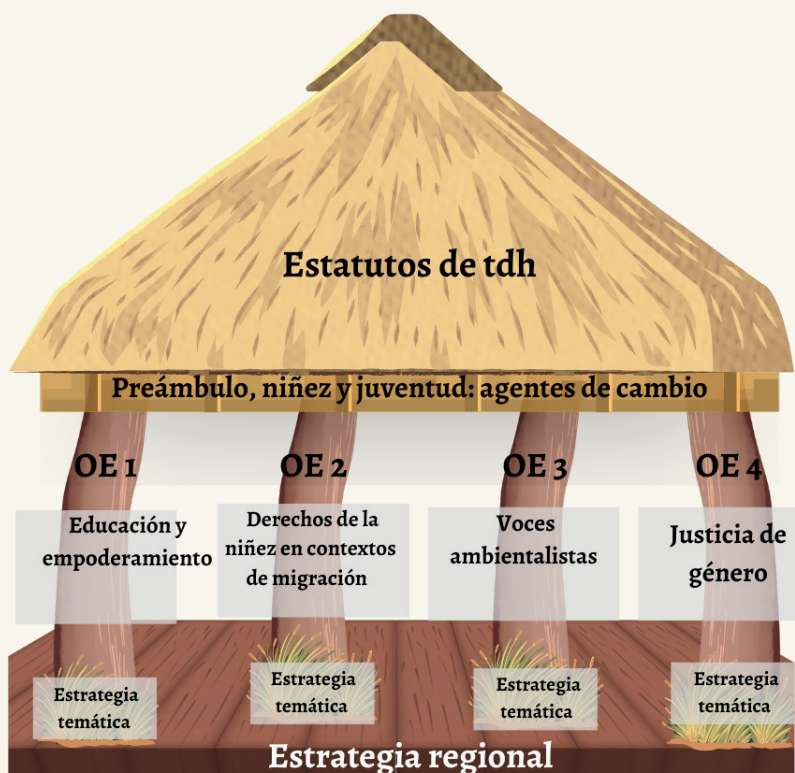 Estatutos de tdh
Preámbulo, niñez y juventud: agentes de cambio
OE 1
OE 2
OE 3
OE 4
Educación y
empoderamiento
Derechos de la
niñez en contextos
de migración
Voces
ambientalistas
Justicia de
género
Estrategia
temática
Estrategia
temática
Estrategia
temática
Estrategia
temática
Estrategia regional